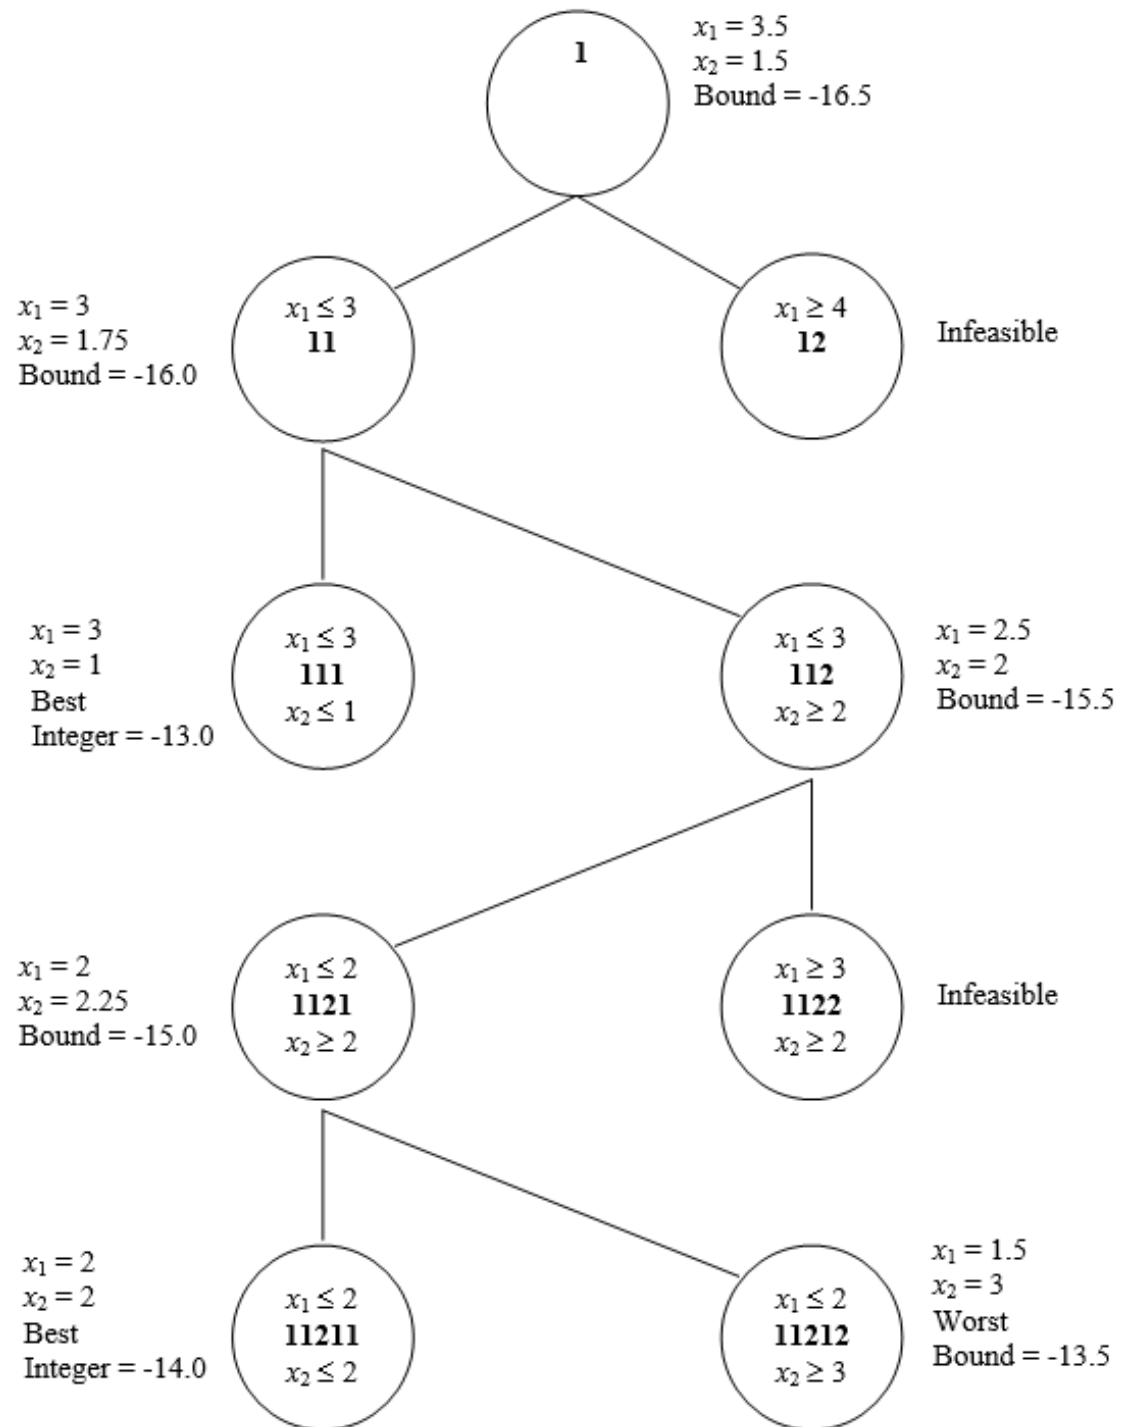 1
x₁ = 3.5
x₂ = 1.5
Bound = -16.5
x₁ = 3
x₂ = 1.75
Bound = -16.0
x₁ ≤ 3
11
x₁ ≥ 4
12
Infeasible
x₁ = 3
x₂ = 1
Best
Integer = -13.0
x₁ ≤ 3
111
x₂ ≤ 1
x₁ ≤ 3
112
x₂ ≥ 2
x₁ = 2.5
x₂ = 2
Bound = -15.5
x₁ = 2
x₂ = 2.25
Bound = -15.0
x₁ ≤ 2
1121
x₂ ≥ 2
x₁ ≥ 3
1122
x₂ ≥ 2
Infeasible
x₁ = 2
x₂ = 2
Best
Integer = -14.0
x₁ ≤ 2
11211
x₂ ≤ 2
x₁ ≤ 2
11212
x₂ ≥ 3
x₁ = 1.5
x₂ = 3
Worst
Bound = -13.5